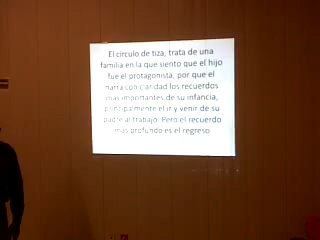 El circulo de tiza, trata de una
familia en la que siento que el hijo
fue el protagonista, por que el
narra con claridad los recuerdos
mas importantes de su infancia,
principalmente el ir y venir de su
padre al trabajo. Pero el recuerdo
mas profundo es el regreso